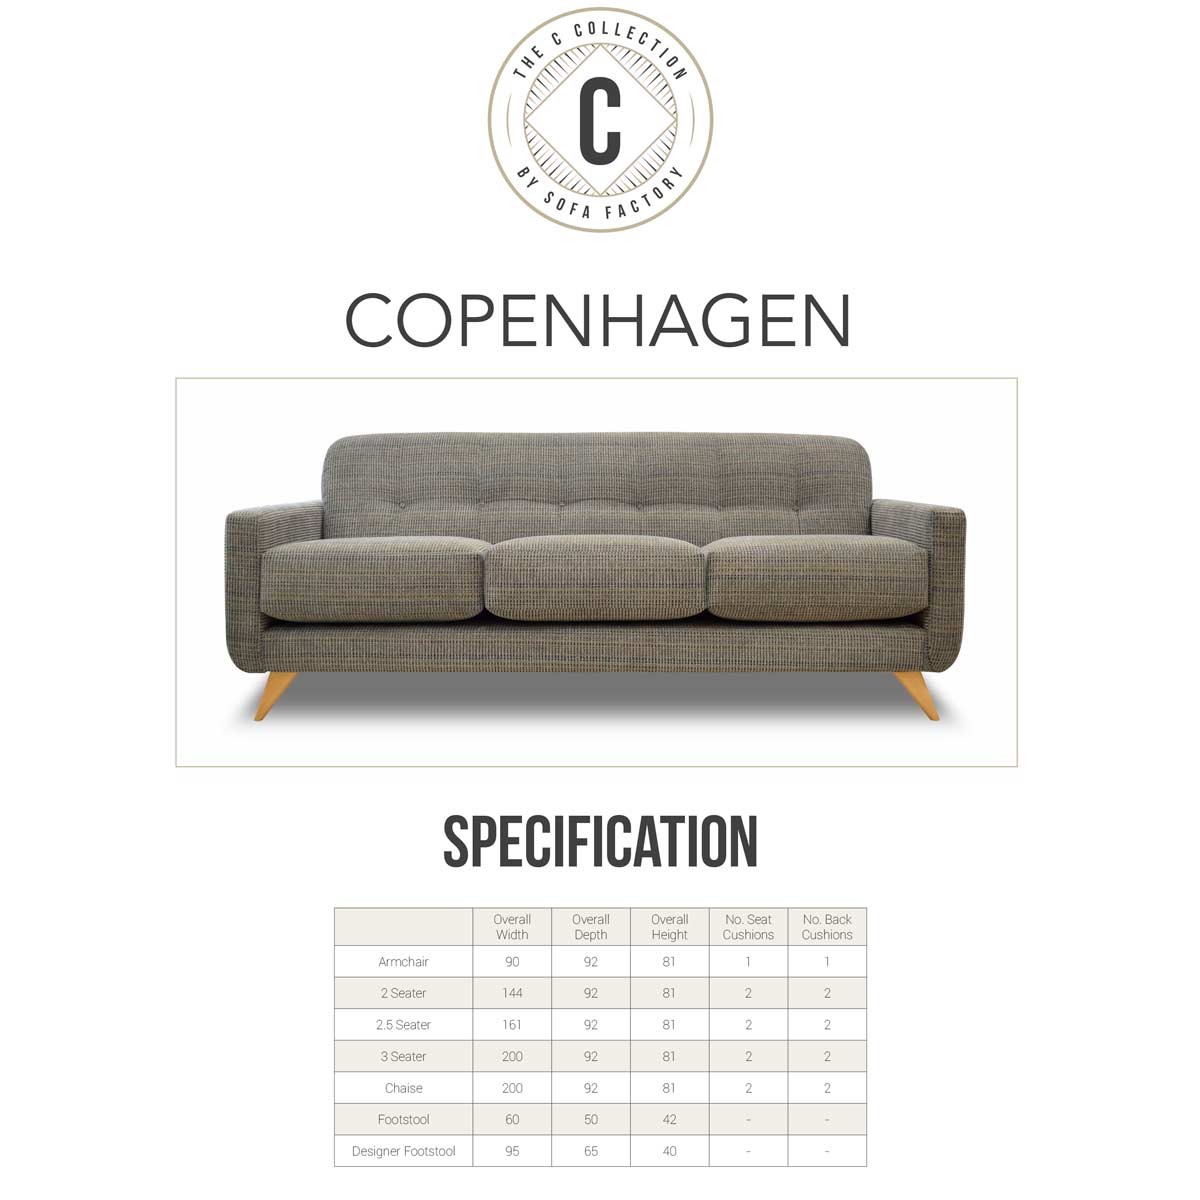 THE C COLLECTION
C
BY SOFA FACTORY
COPENHAGEN
SPECIFICATION
Overall Width Overall Depth Overall Height No. Seat Cushions No. Back Cushions
Armchair 90 92 81 1 1
2 Seater 144 92 81 2 2
2.5 Seater 161 92 81 2 2
3 Seater 200 92 81 2 2
Chaise 200 92 81 2 2
Footstool 60 50 42 - -
Designer Footstool 95 65 40 - -